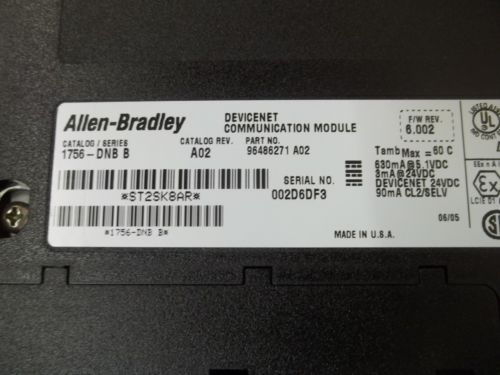 Allen-Bradley
DEVICENET
COMMUNICATION MODULE
F/W REV.
6.002
CATALOG / SERIES
1756-DNB B
CATALOG REV.
A02
PART NO.
96486271 A02
SERIAL NO.
002D6DF3
Tamb Max = 60 C
630mA@5.1VDC
3mA@24VDC
DEVICENET 24VDC
90mA CL2/SELV
*ST2SK8AR*
*1756-DNB B*
MADE IN U.S.A.
06/05
UL
Ex